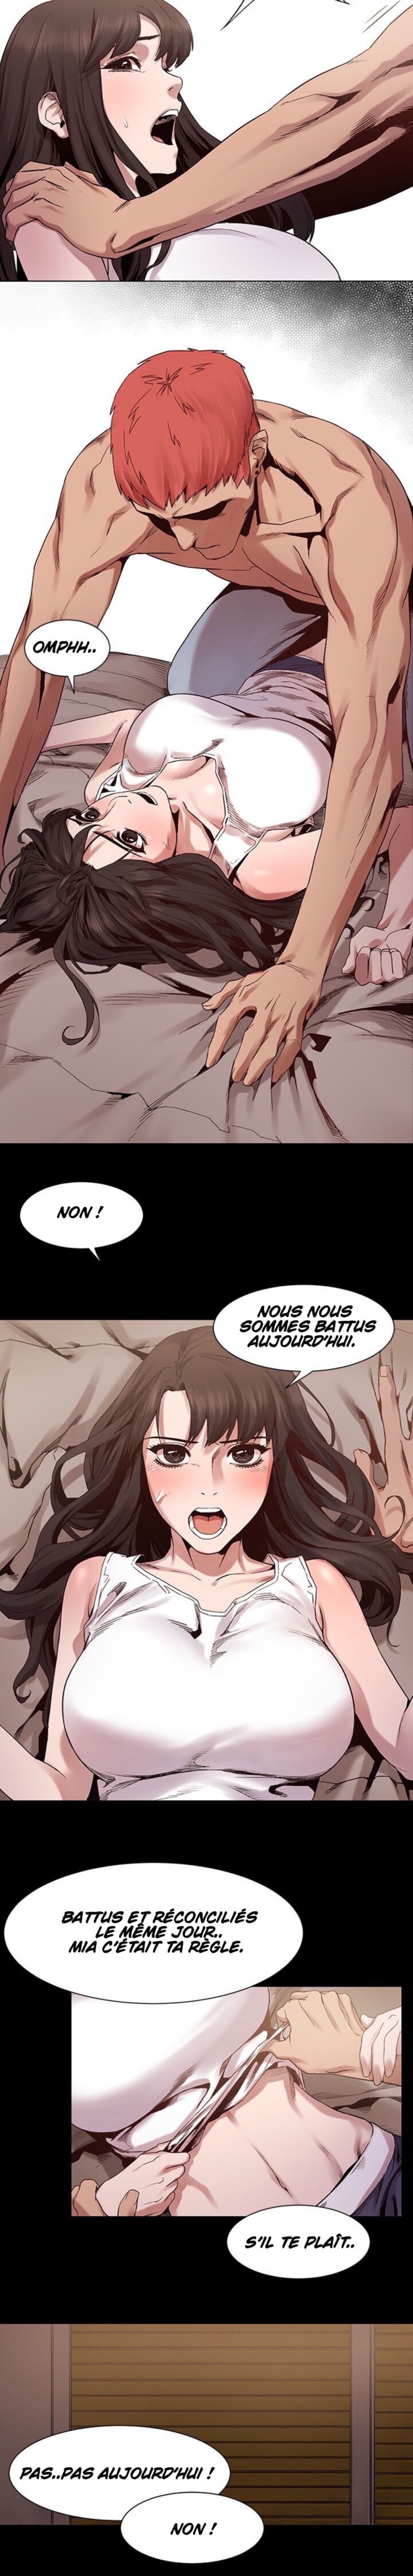 OMPHH..
NON !
NOUS NOUS
SOMMES BATTUS
AUJOURD'HUI.
BATTUS ET RÉCONCILIÉS
LE MÊME JOUR..
MIA C'ÉTAIT TA RÈGLE.
S'IL TE PLAÎT..
PAS..PAS AUJOURD'HUI !
NON !